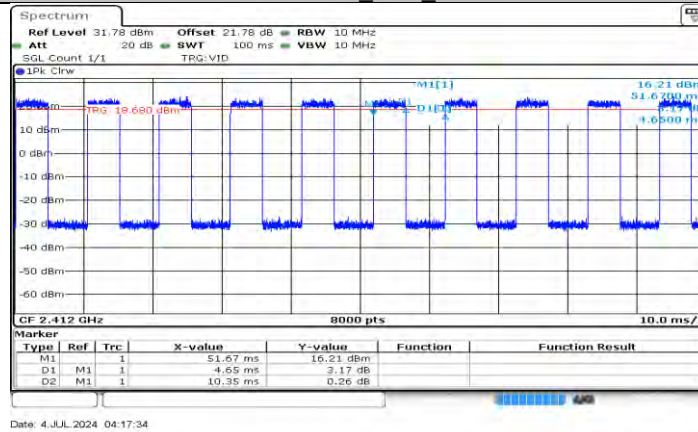 Spectrum
Ref Level 31.78 dBm Offset 21.78 dB RBW 10 MHz
Att 20 dB SWT 100 ms VBW 10 MHz
SGL Count 1/1 TRG:VID
1Pk Clrw
M1[1] 16.21 dBm
51.6700 m
TRG 19.680 dBm D1[1] 3.17 dB
4.6500 m
10 dBm
0 dBm
-10 dBm
-20 dBm
-30 dBm
-40 dBm
-50 dBm
-60 dBm
CF 2.412 GHz 8000 pts 10.0 ms/
Marker
Type Ref Trc X-value Y-value Function Function Result
M1 1 51.67 ms 16.21 dBm
D1 M1 1 4.65 ms 3.17 dB
D2 M1 1 10.35 ms 0.26 dB
Date: 4.JUL.2024 04:17:34